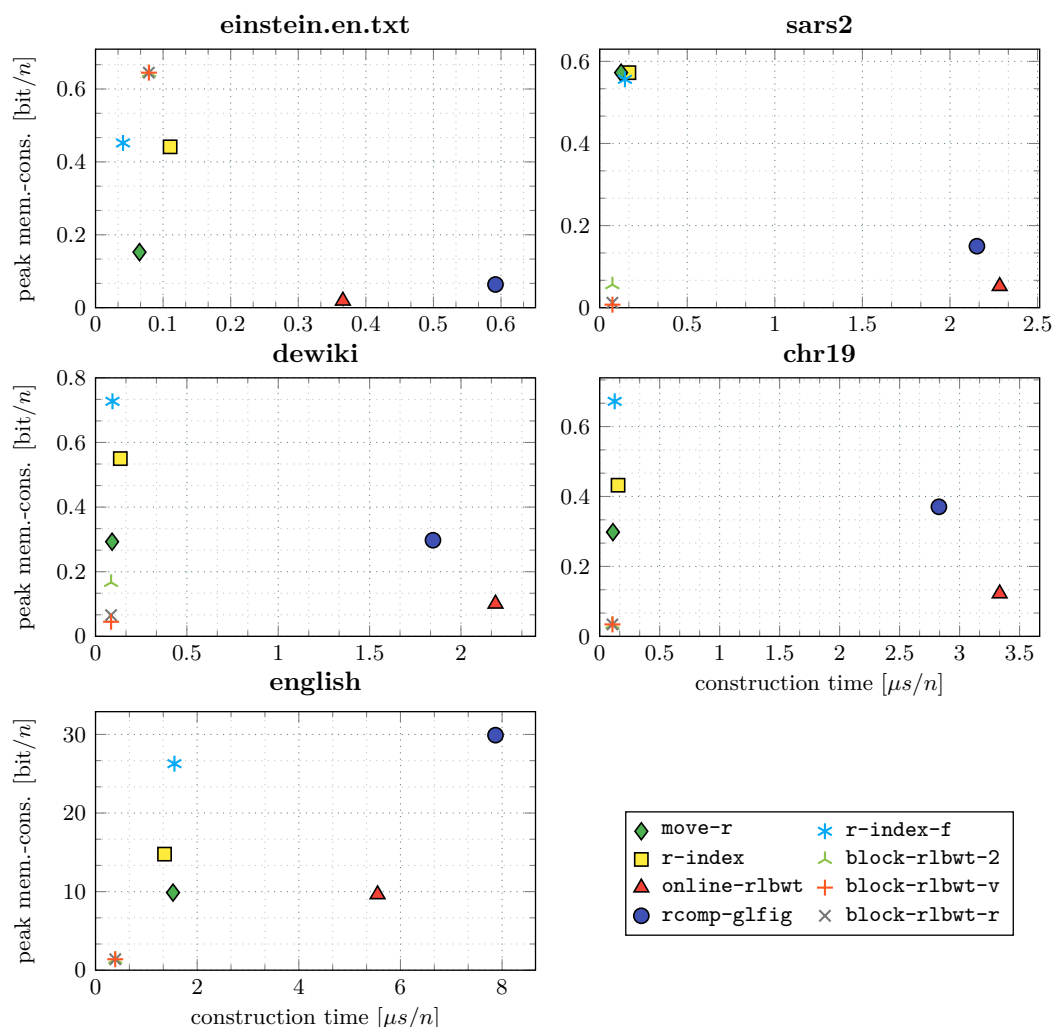 einstein.en.txt
peak mem.-cons. [bit/n]
0.6
0.4
0.2
0
0 0.1 0.2 0.3 0.4 0.5 0.6
sars2
0.6
0.4
0.2
0
0 0.5 1 1.5 2 2.5
dewiki
peak mem.-cons. [bit/n]
0.8
0.6
0.4
0.2
0
0 0.5 1 1.5 2
chr19
0.6
0.4
0.2
0
0 0.5 1 1.5 2 2.5 3 3.5
construction time [μs/n]
english
peak mem.-cons. [bit/n]
30
20
10
0
0 2 4 6 8
construction time [μs/n]
move-r
r-index
online-rlbwt
rcomp-glfig
r-index-f
block-rlbwt-2
block-rlbwt-v
block-rlbwt-r